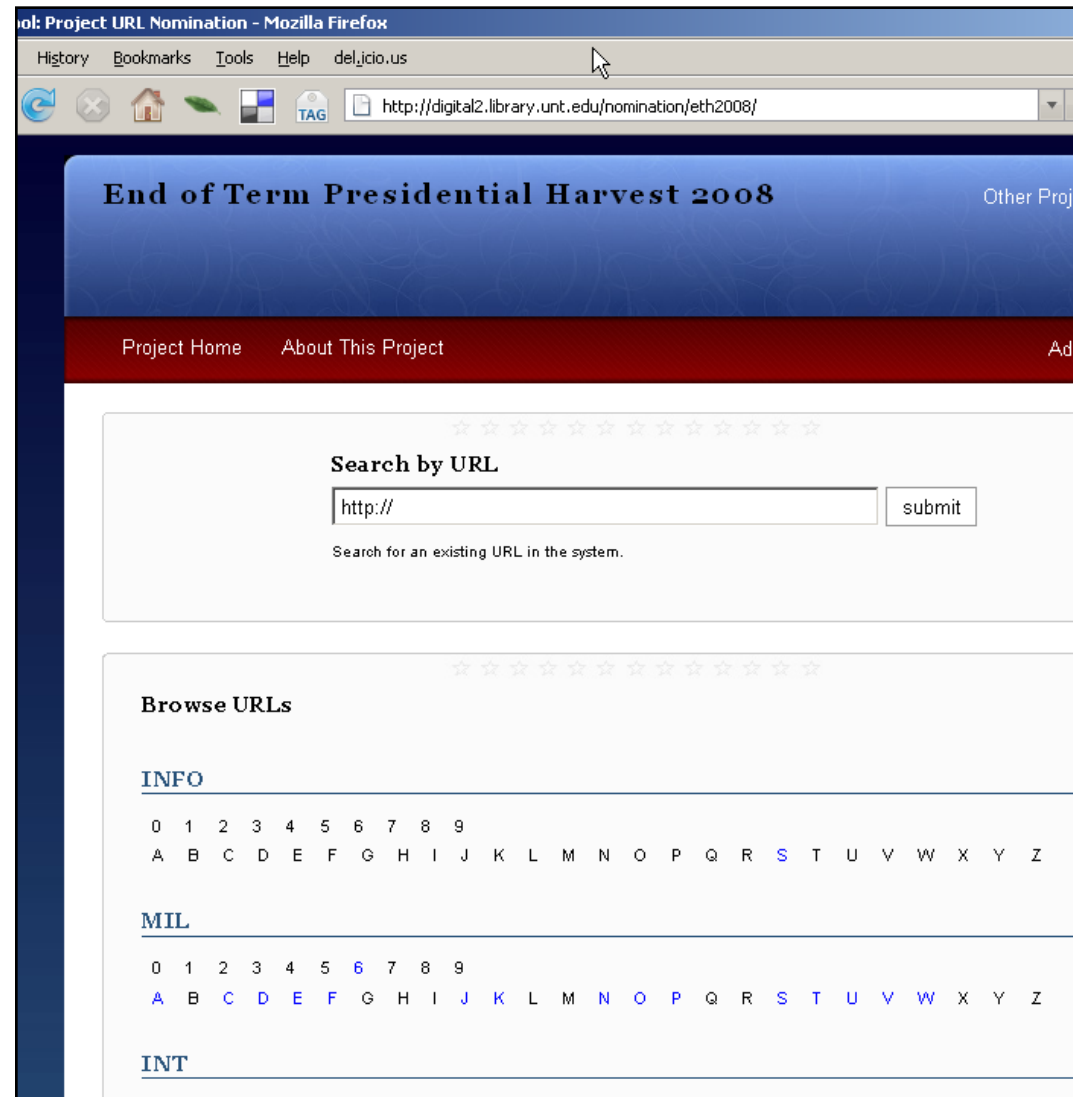 ool: Project URL Nomination - Mozilla Firefox
History Bookmarks Tools Help del.icio.us
TAG http://digital2.library.unt.edu/nomination/eth2008/
End of Term Presidential Harvest 2008 Other Proj
Project Home About This Project Ad
Search by URL
http:// submit
Search for an existing URL in the system.
Browse URLs
INFO
0 1 2 3 4 5 6 7 8 9
A B C D E F G H I J K L M N O P Q R S T U V W X Y Z
MIL
0 1 2 3 4 5 6 7 8 9
A B C D E F G H I J K L M N O P Q R S T U V W X Y Z
INT